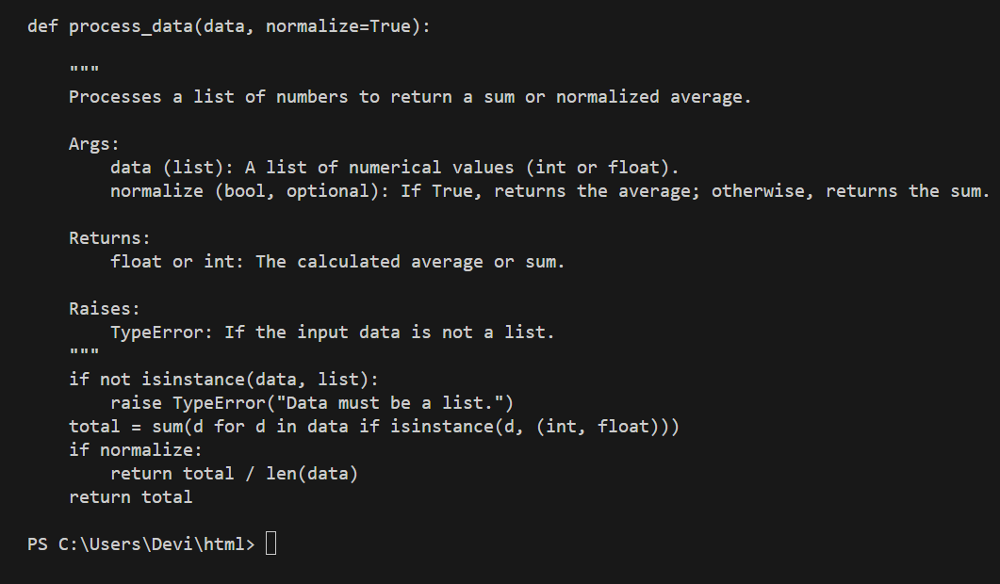 def process_data(data, normalize=True):
"""
Processes a list of numbers to return a sum or normalized average.
Args:
data (list): A list of numerical values (int or float).
normalize (bool, optional): If True, returns the average; otherwise, returns the sum.
Returns:
float or int: The calculated average or sum.
Raises:
TypeError: If the input data is not a list.
"""
if not isinstance(data, list):
raise TypeError("Data must be a list.")
total = sum(d for d in data if isinstance(d, (int, float)))
if normalize:
return total / len(data)
return total
PS C:\Users\Devi\html>